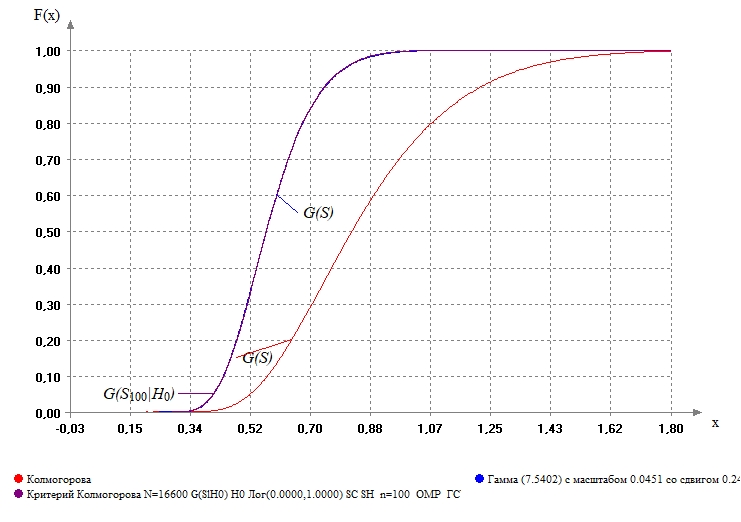 F(x)
1,00
0,90
0,80
0,70
0,60
G(S)
0,50
0,40
0,30
0,20
G(S)
0,10
G(S100|H0)
0,00
-0,03 0,15 0,34 0,52 0,70 0,88 1,07 1,25 1,43 1,62 1,80
x
Колмогорова
Гамма (7.5402) с масштабом 0.0451 со сдвигом 0.24
Критерий Колмогорова N=16600 G(S|H0) H0 Лог(0.0000,1.0000) SC SH n=100 ОМР ГС